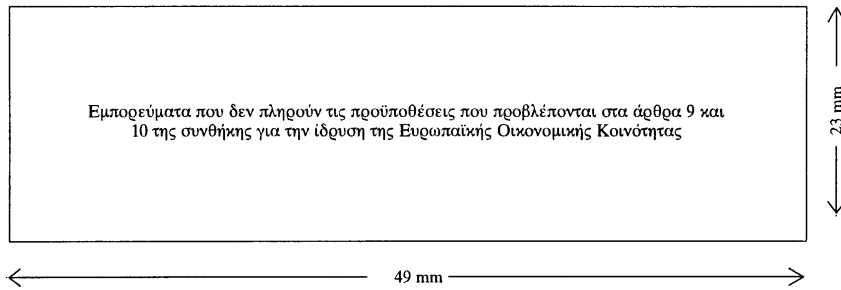 Εμπορεύματα που δεν πληρούν τις προϋποθέσεις που προβλέπονται στα άρθρα 9 και
10 της συνθήκης για την ίδρυση της Ευρωπαϊκής Οικονομικής Κοινότητας
23 mm
49 mm